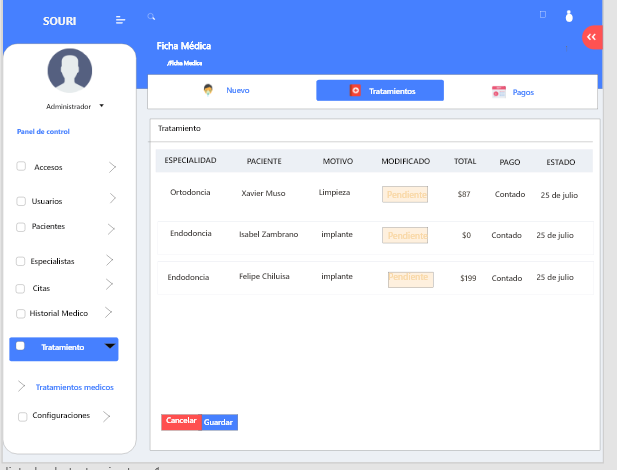 SOURI
Ficha Médica
/Ficha Medica
Nuevo
Tratamientos
Pagos
Administrador
Panel de control
Accesos
Usuarios
Pacientes
Especialistas
Citas
Historial Medico
Tratamiento
Tratamientos medicos
Configuraciones
Tratamiento
ESPECIALIDAD PACIENTE MOTIVO MODIFICADO TOTAL PAGO ESTADO
Ortodoncia Xavier Muso Limpieza Pendiente $87 Contado 25 de julio
Endodoncia Isabel Zambrano implante Pendiente $0 Contado 25 de julio
Endodoncia Felipe Chiluisa implante Pendiente $199 Contado 25 de julio
Cancelar Guardar